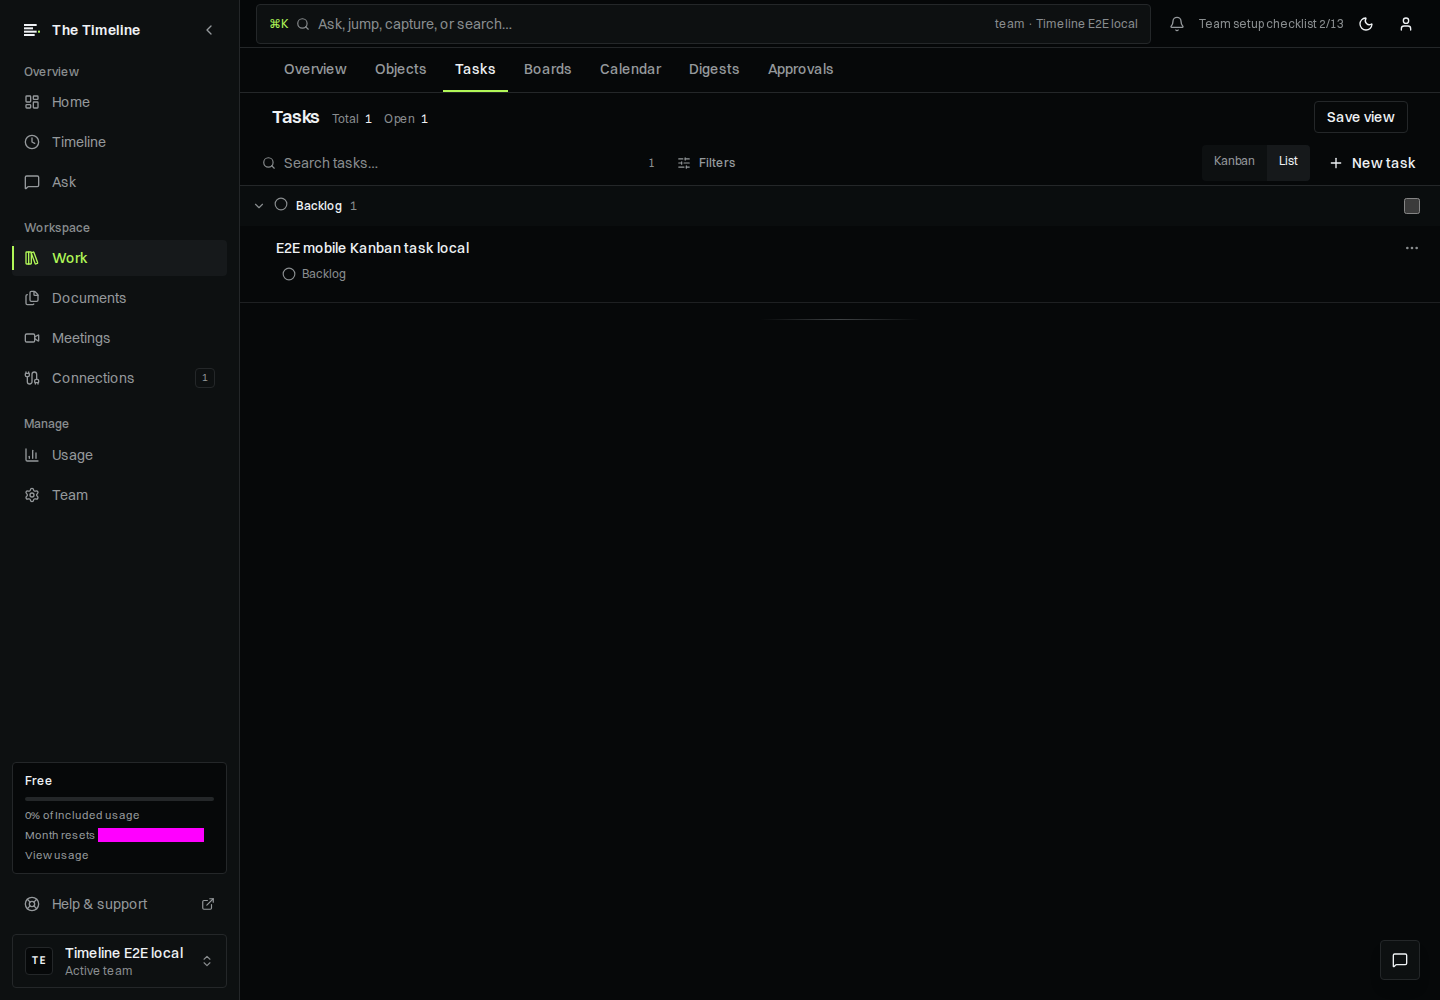 The Timeline
Overview
Home
Timeline
Ask
Workspace
Work
Documents
Meetings
Connections 1
Manage
Usage
Team
Free
0% of included usage
Month resets
View usage
Help & support
TE Timeline E2E local
Active team
⌘K Ask, jump, capture, or search... team · Timeline E2E local
Team setup checklist 2/13
Overview Objects Tasks Boards Calendar Digests Approvals
Tasks Total 1 Open 1 Save view
Search tasks... 1 Filters Kanban List New task
Backlog 1
E2E mobile Kanban task local
Backlog